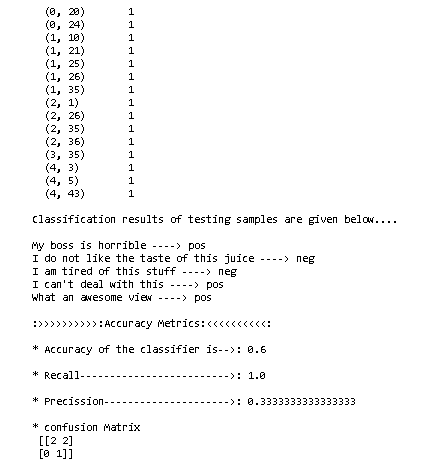 (0, 20) 1
(0, 24) 1
(1, 10) 1
(1, 21) 1
(1, 25) 1
(1, 26) 1
(1, 35) 1
(2, 1) 1
(2, 26) 1
(2, 35) 1
(2, 36) 1
(3, 35) 1
(4, 3) 1
(4, 5) 1
(4, 43) 1
Classification results of testing samples are given below....
My boss is horrible ----> pos
I do not like the taste of this juice ----> neg
I am tired of this stuff ----> neg
I can't deal with this ----> pos
What an awesome view ----> pos
:>>>>>>>>>>:Accuracy Metrics:<<<<<<<<<<:
* Accuracy of the classifier is-->: 0.6
* Recall------------------------->: 1.0
* Precission--------------------->: 0.3333333333333333
* confusion Matrix
[[2 2]
[0 1]]